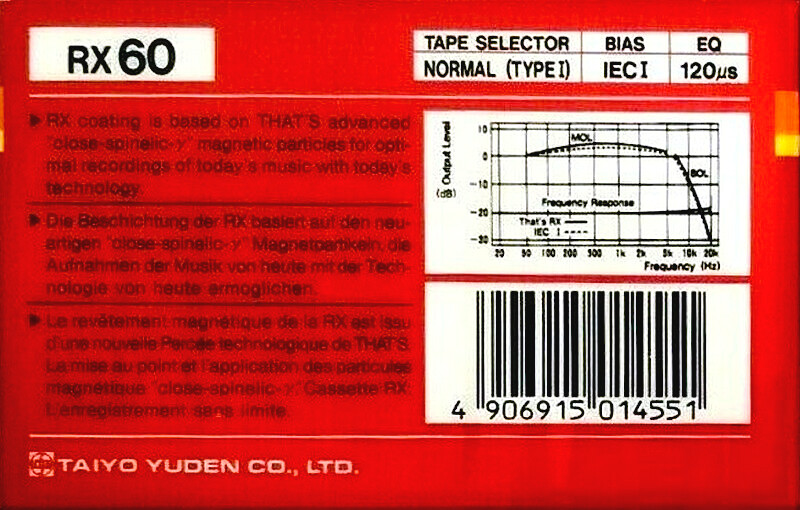 RX 60
TAPE SELECTOR BIAS EQ
NORMAL (TYPE I) IEC I 120μs
▶ RX coating is based on THAT'S advanced
"close-spinelic-γ" magnetic particles for opti-
mal recordings of today's music with today's
technology.
▶ Die Beschichtung der RX basiert auf den neu-
artigen "close-spinelic-γ" Magnetpartikeln, die
Aufnahmen der Musik von heute mit der Tech-
nologie von heute ermöglichen.
▶ Le revêtement magnétique de la RX est issu
d'une nouvelle Percée technologique de THAT'S.
La mise au point et l'application des particules
magnétique "close-spinelic-γ" Cassette RX:
L'enregistrement sans limite.
Output Level
(dB)
10
0
-10
-20
-30
MOL
SOL
Frequency Response
That's RX
IEC I
20 50 100 200 500 1k 2k 5k 10k 20k
Frequency (Hz)
4 906915 014551
TAIYO YUDEN CO., LTD.